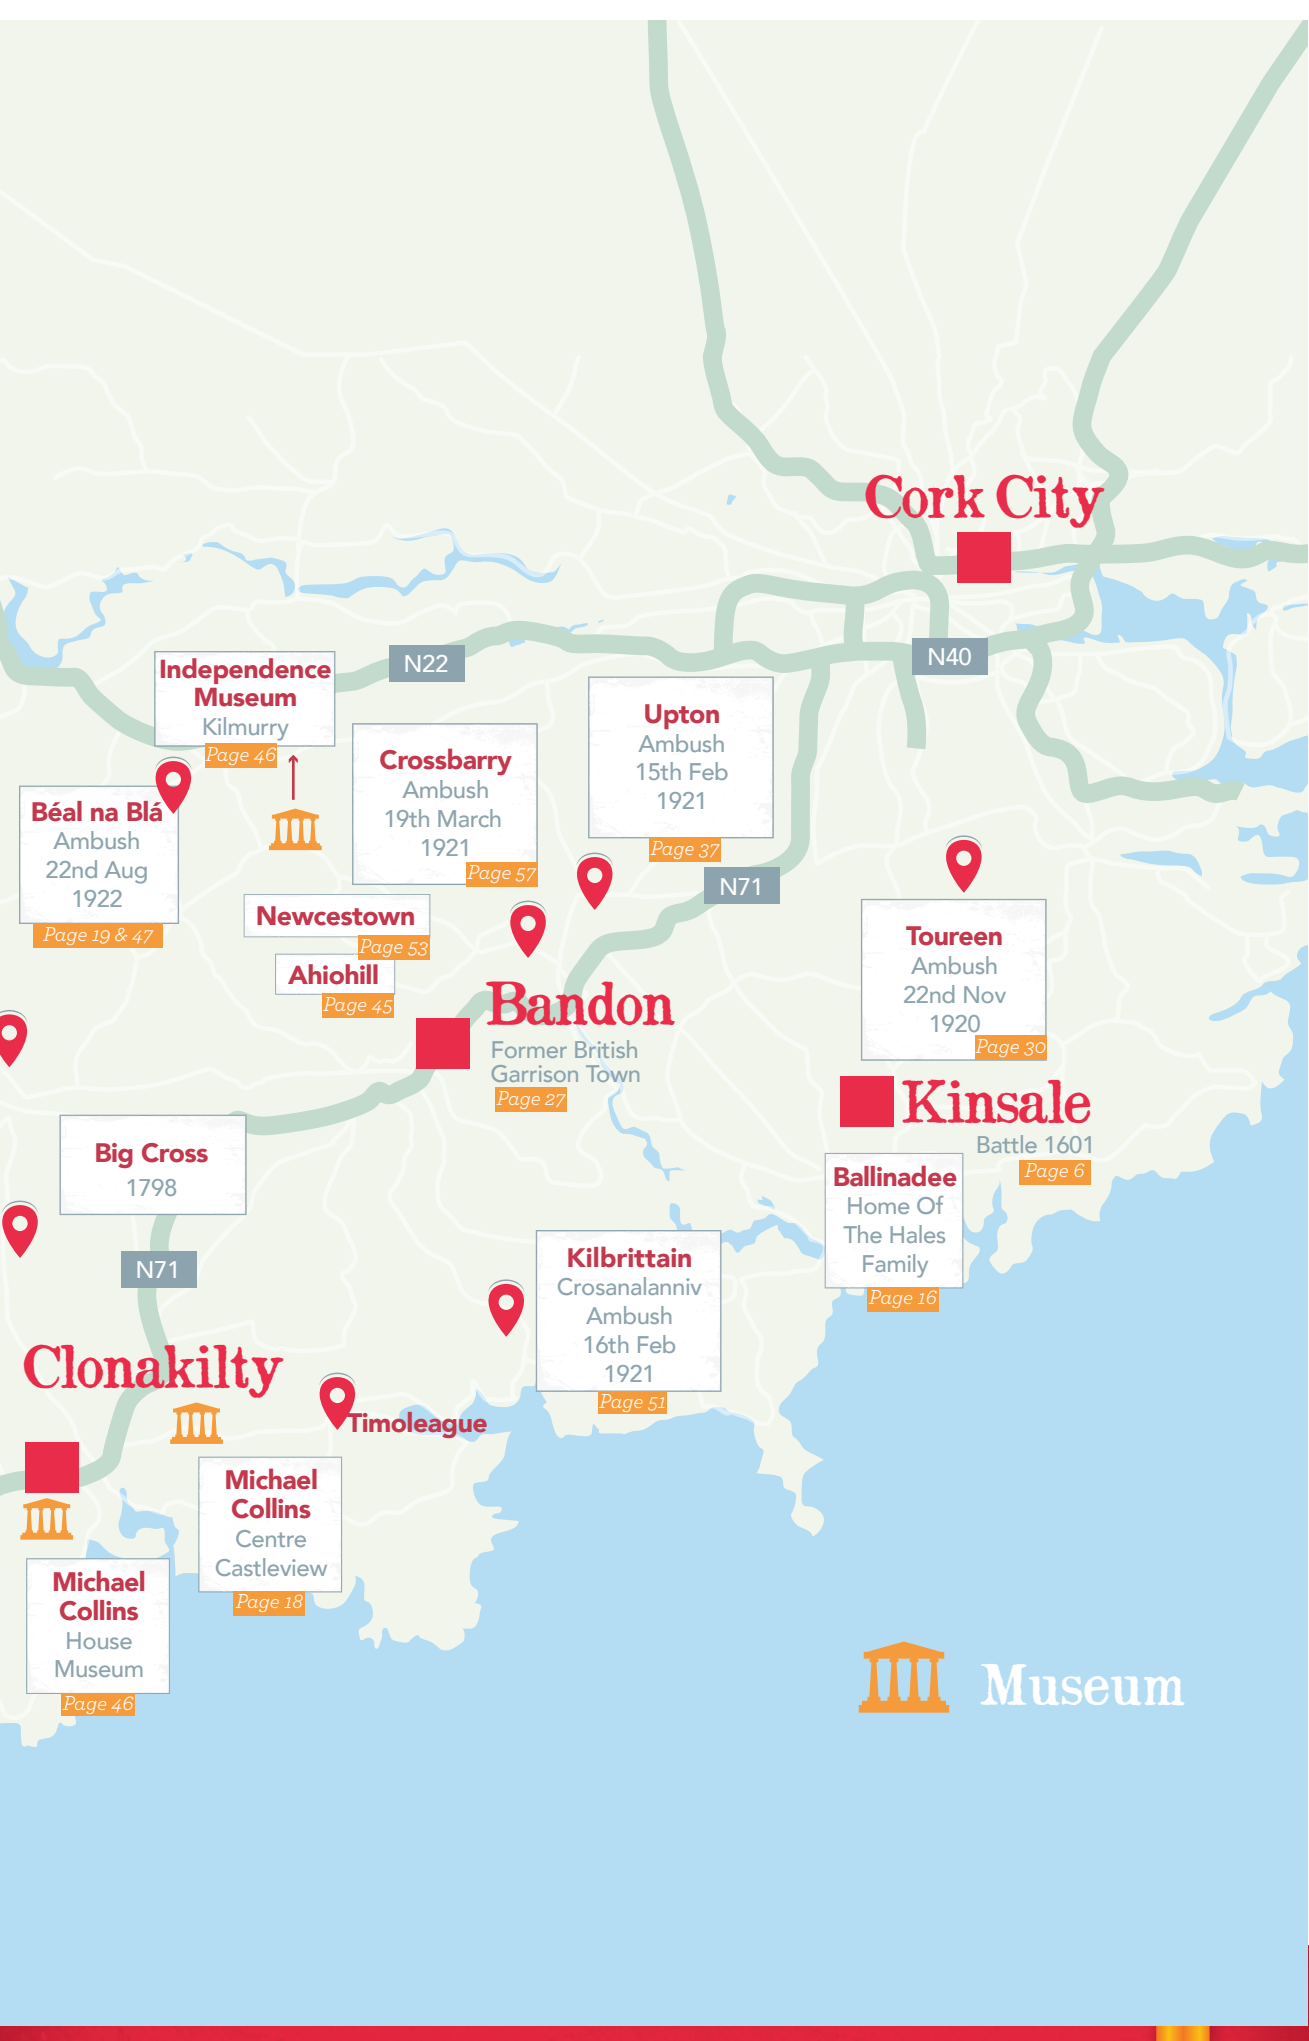 Cork City
N22
N40
Independence
Museum
Kilmurry
Page 46
Upton
Ambush
15th Feb
1921
Page 37
Crossbarry
Ambush
19th March
1921
Page 57
Béal na Blá
Ambush
22nd Aug
1922
Page 19 & 47
N71
Newcestown
Page 53
Ahiohill
Page 45
Toureen
Ambush
22nd Nov
1920
Page 30
Bandon
Former British
Garrison Town
Page 27
Kinsale
Battle 1601
Page 6
Big Cross
1798
Ballinadee
Home Of
The Hales
Family
Page 16
N71
Kilbrittain
Crosanalanniv
Ambush
16th Feb
1921
Page 51
Clonakilty
Timoleague
Michael
Collins
Centre
Castleview
Page 18
Michael
Collins
House
Museum
Page 46
Museum